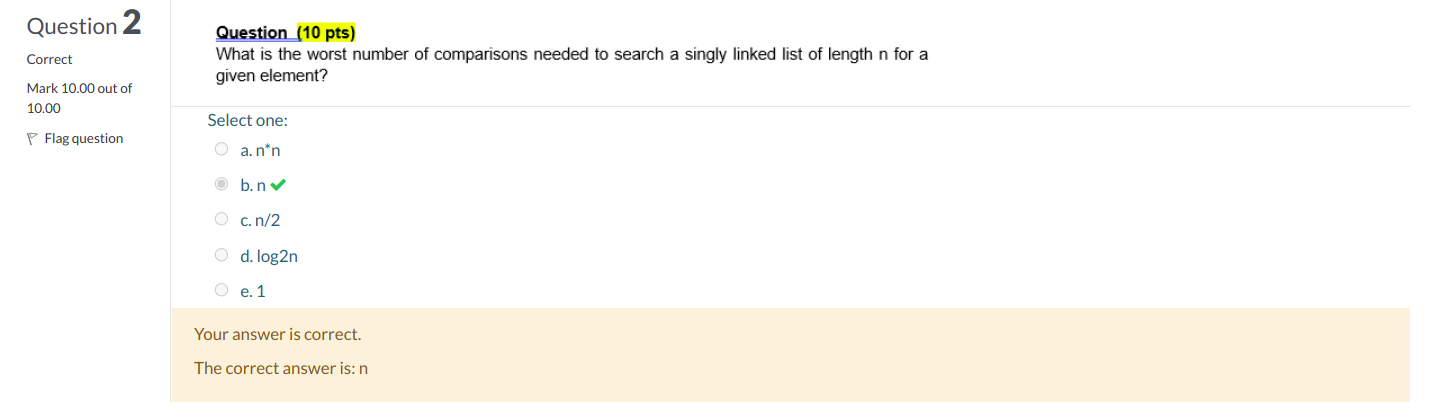 Question 2
Correct
Mark 10.00 out of
10.00
Flag question
Question (10 pts)
What is the worst number of comparisons needed to search a singly linked list of length n for a
given element?
Select one:
a. n*n
b. n
c. n/2
d. log2n
e. 1
Your answer is correct.
The correct answer is: n